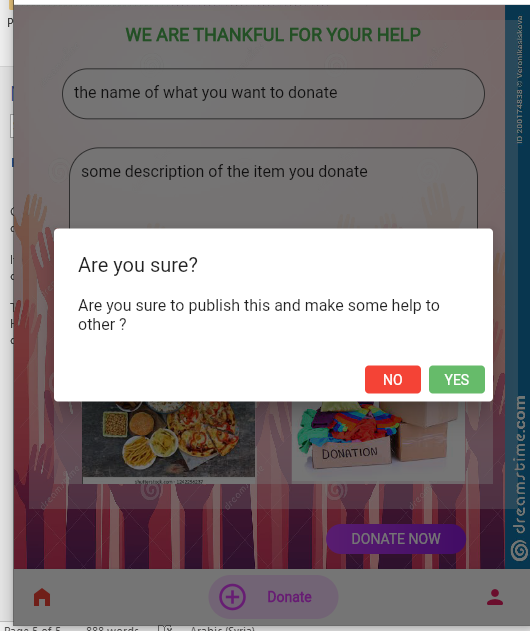 WE ARE THANKFUL FOR YOUR HELP
the name of what you want to donate
some description of the item you donate
Are you sure?
Are you sure to publish this and make some help to
other ?
NO
YES
DONATION
DONATE NOW
Donate
ID 200174838 © Veronikasiskova
dreamstime.com
Page 5 of 5
888 words
Arabic (Syria)